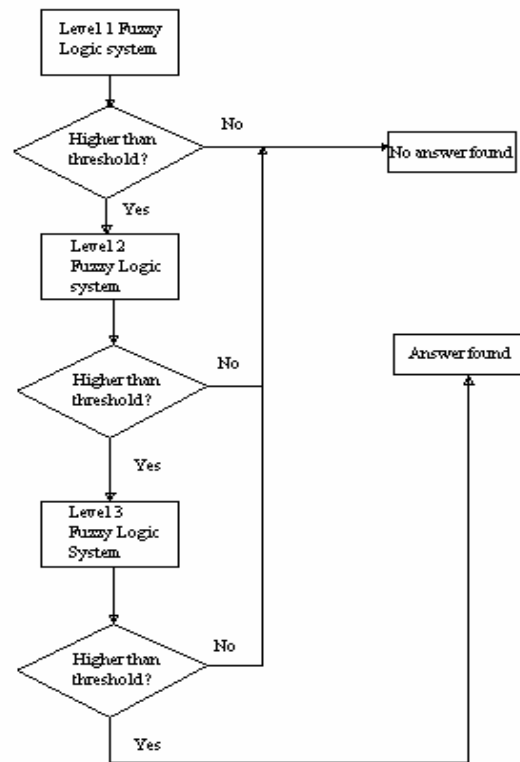 Level 1 Fuzzy
Logic system
Higher than
threshold?
No
No answer found
Yes
Level 2
Fuzzy Logic
system
Higher than
threshold?
No
Answer found
Yes
Level 3
Fuzzy Logic
System
Higher than
threshold?
No
Yes